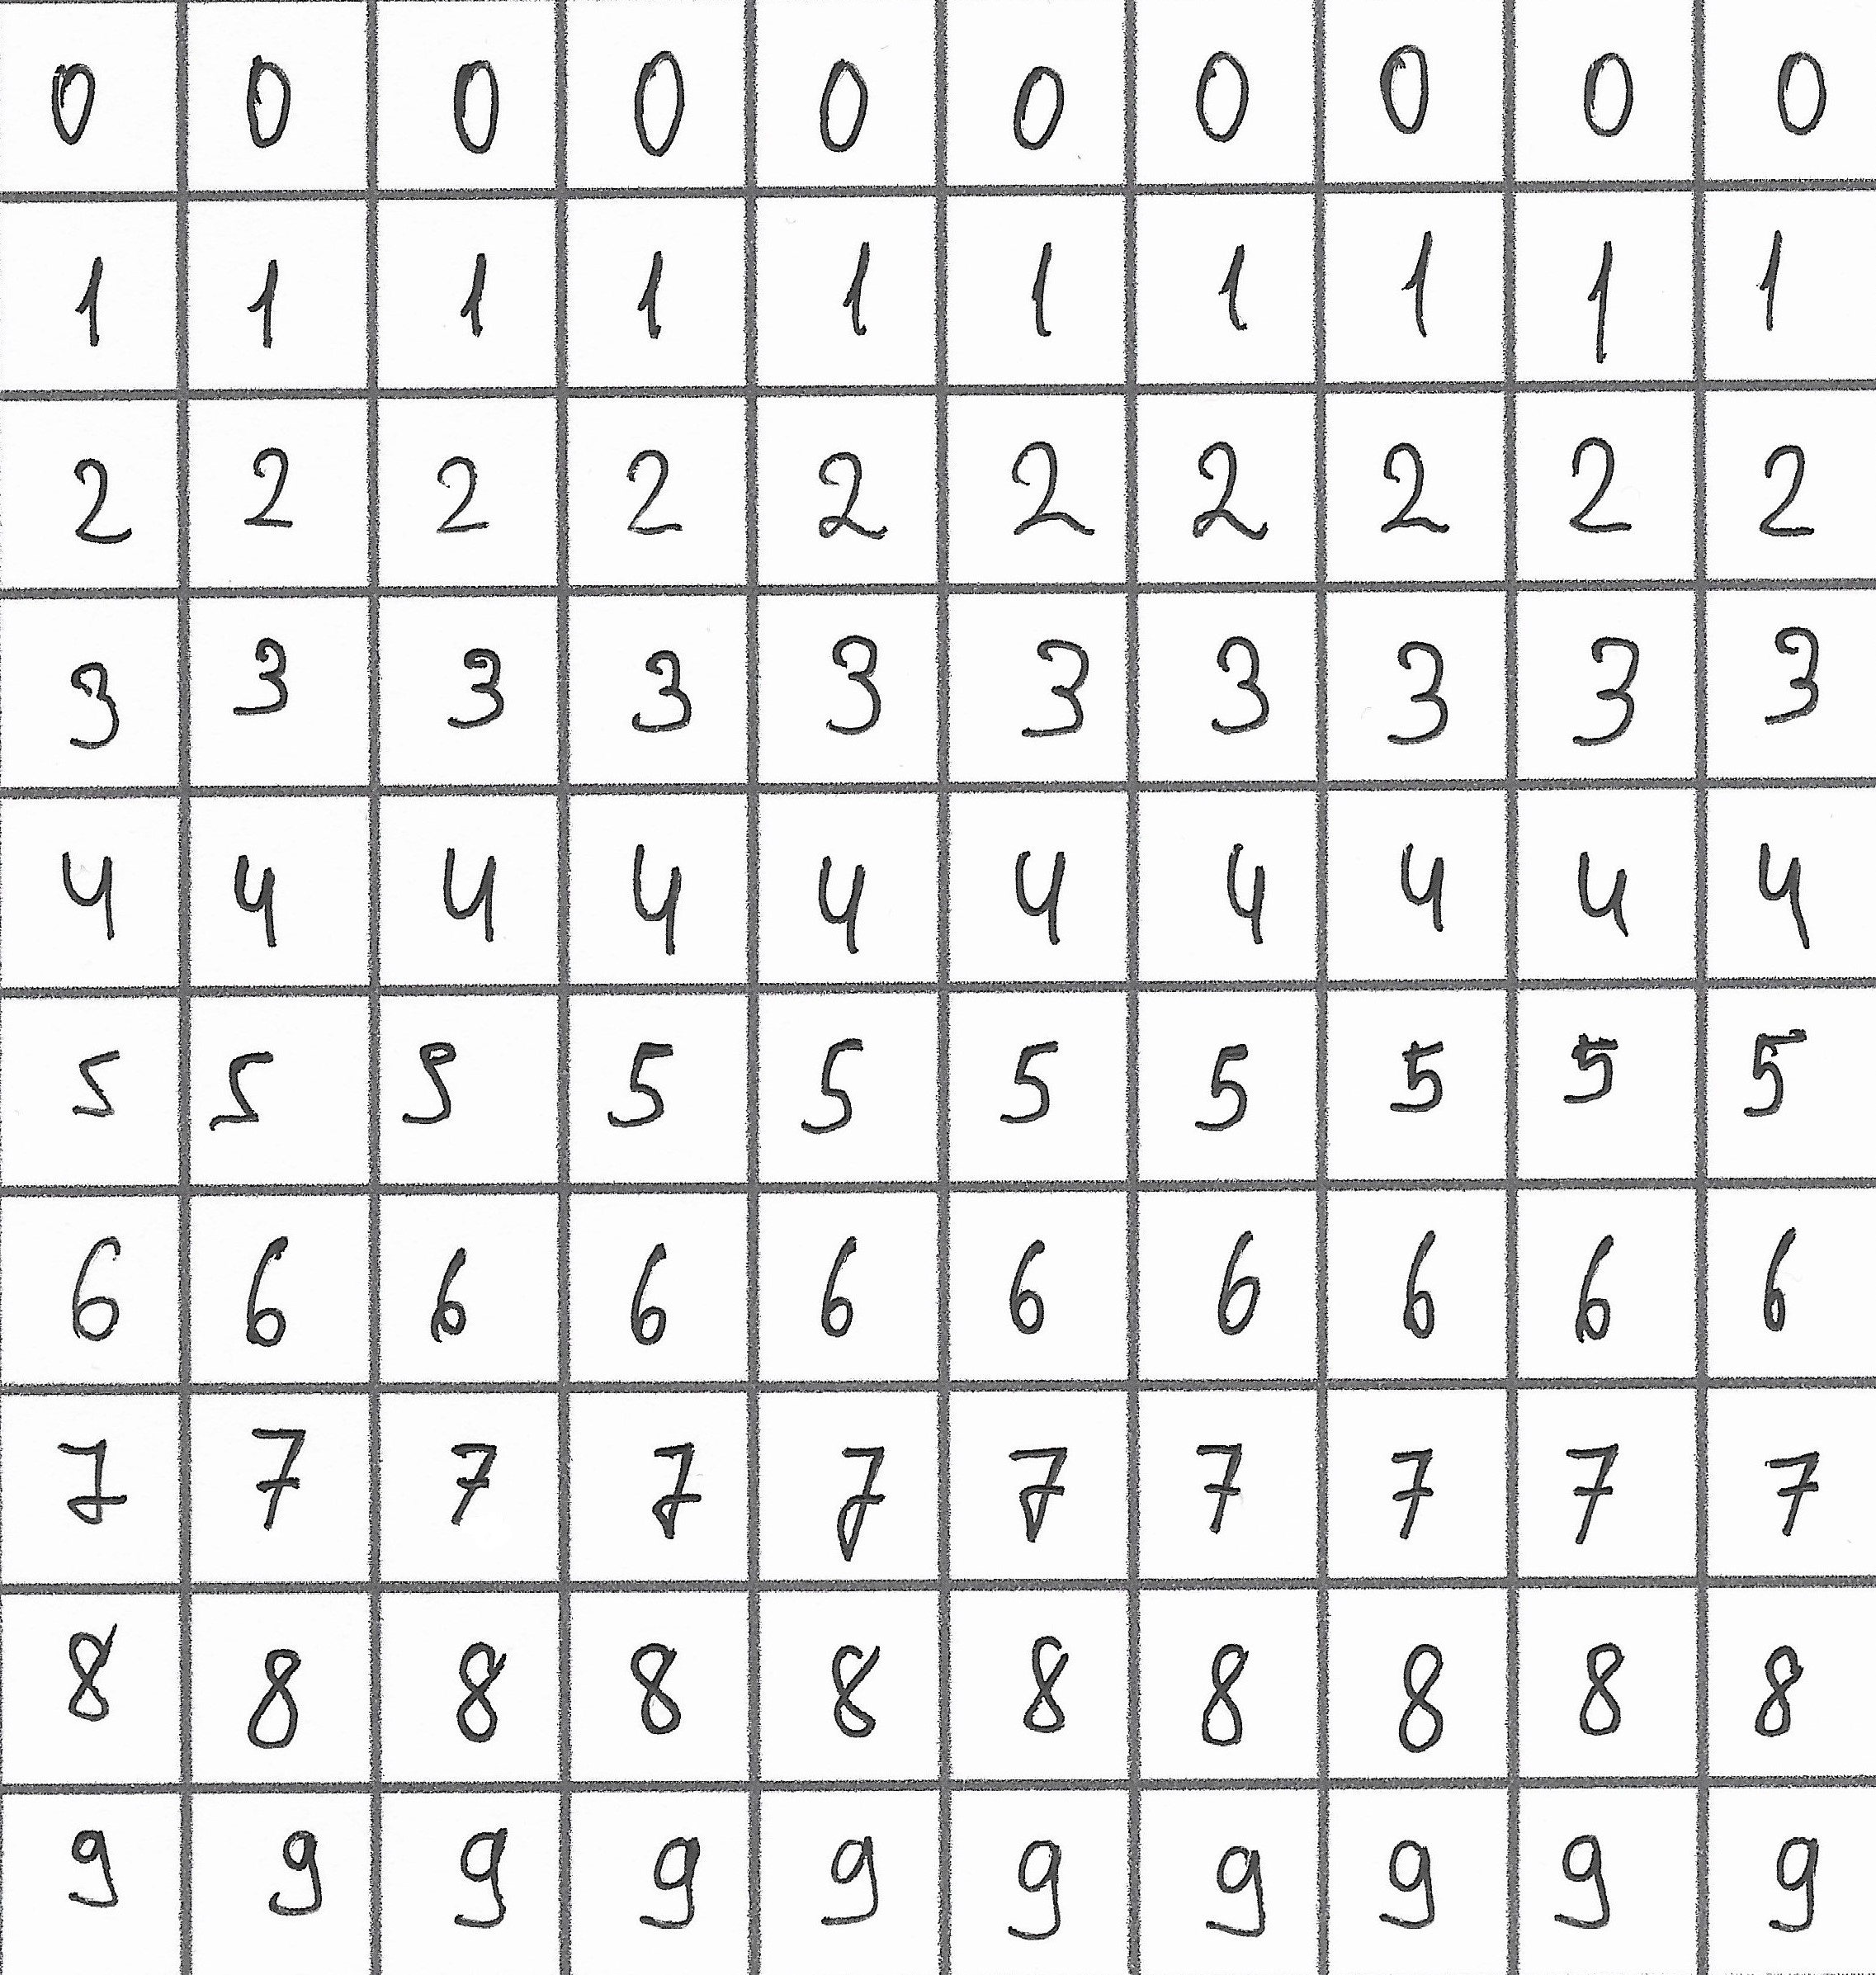 0 0 0 0 0 0 0 0 0 0
1 1 1 1 1 1 1 1 1 1
2 2 2 2 2 2 2 2 2 2
3 3 3 3 3 3 3 3 3 3
4 4 4 4 4 4 4 4 4 4
5 5 5 5 5 5 5 5 5 5
6 6 6 6 6 6 6 6 6 6
7 7 7 7 7 7 7 7 7 7
8 8 8 8 8 8 8 8 8 8
9 9 9 9 9 9 9 9 9 9